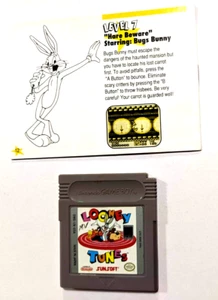 LEVEL 7
"Hare Beware"
Starring: Bugs Bunny
Bugs Bunny must escape the
dangers of the haunted mansion but
you have to locate his lost carrot
first. To avoid pitfalls, press the
"A Button" to bounce. Eliminate
scary critters by pressing the "B
Button" to throw frisbees. Be very
careful! Your carrot is guarded well!
LOONEY
TUNES
SUNSOFT